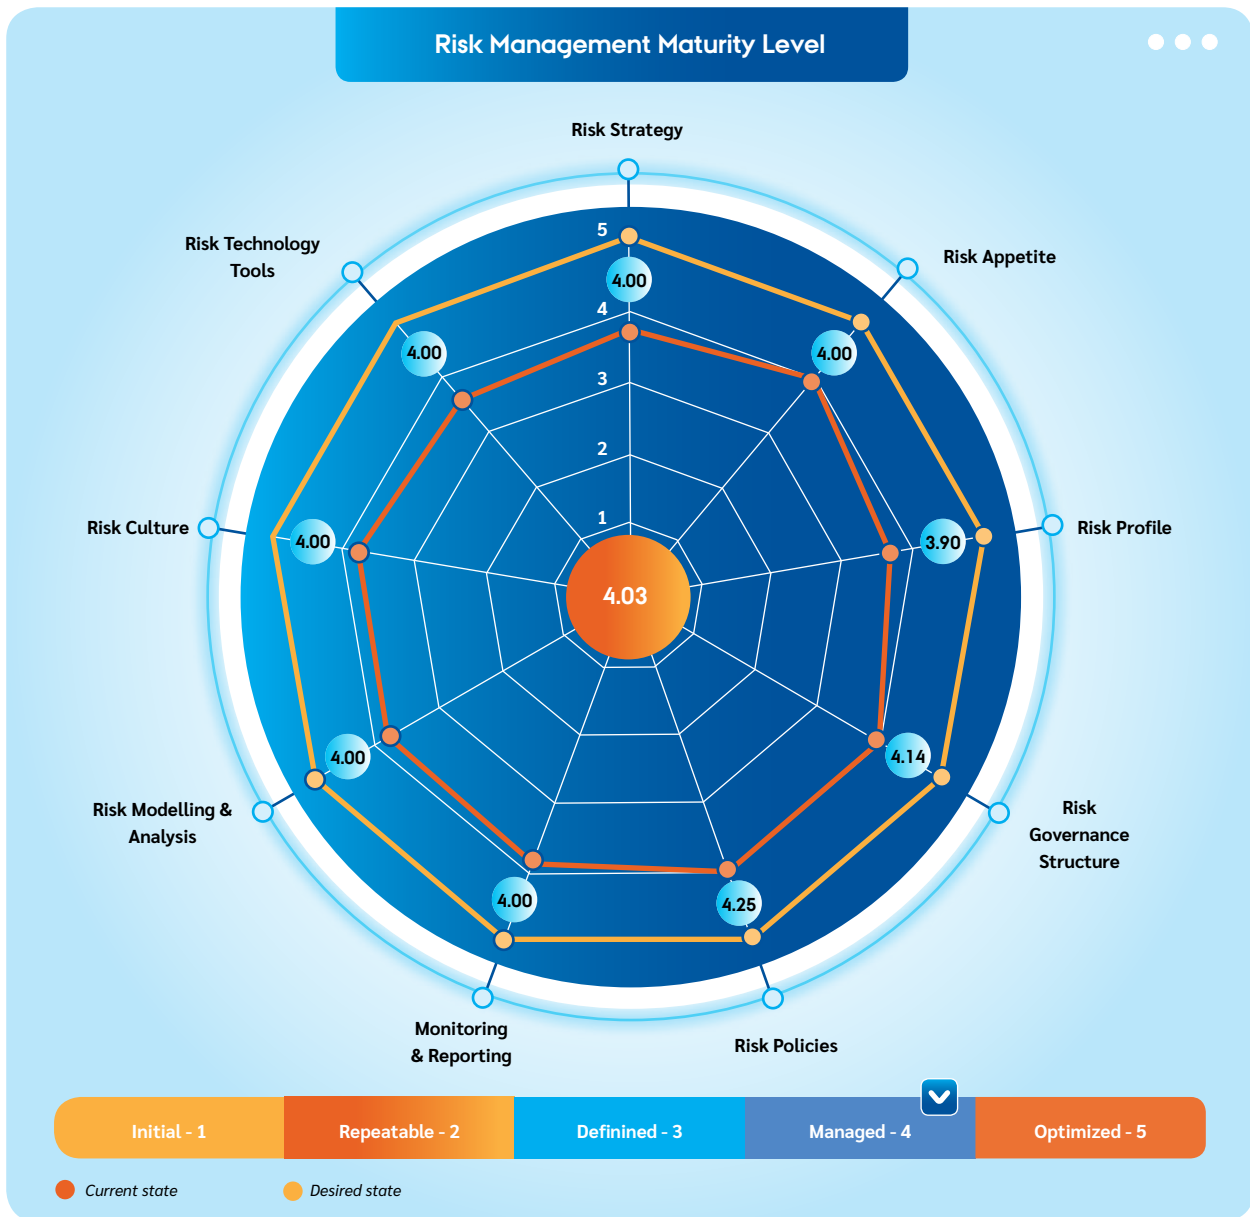 Risk Management Maturity Level
Risk Strategy
Risk Technology
Tools
Risk Appetite
5
4.00
4
4.00
4.00
3
2
Risk Culture
4.00
1
3.90
Risk Profile
4.03
4.00
4.14
Risk Modelling &
Analysis
Risk
Governance
Structure
4.00
4.25
Monitoring
& Reporting
Risk Policies
Initial - 1
Repeatable - 2
Definined - 3
Managed - 4
Optimized - 5
Current state
Desired state